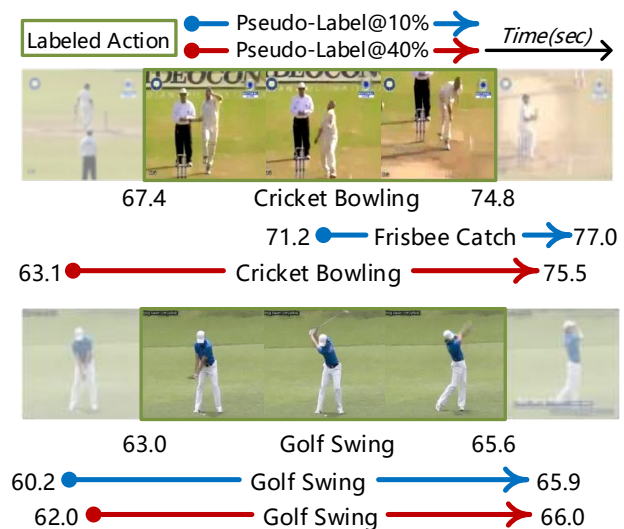 Labeled Action
Pseudo-Label@10%
Pseudo-Label@40%
Time(sec)
DEOCON
DEOCON
67.4 Cricket Bowling 74.8
71.2 Frisbee Catch 77.0
63.1 Cricket Bowling 75.5
63.0 Golf Swing 65.6
60.2 Golf Swing 65.9
62.0 Golf Swing 66.0